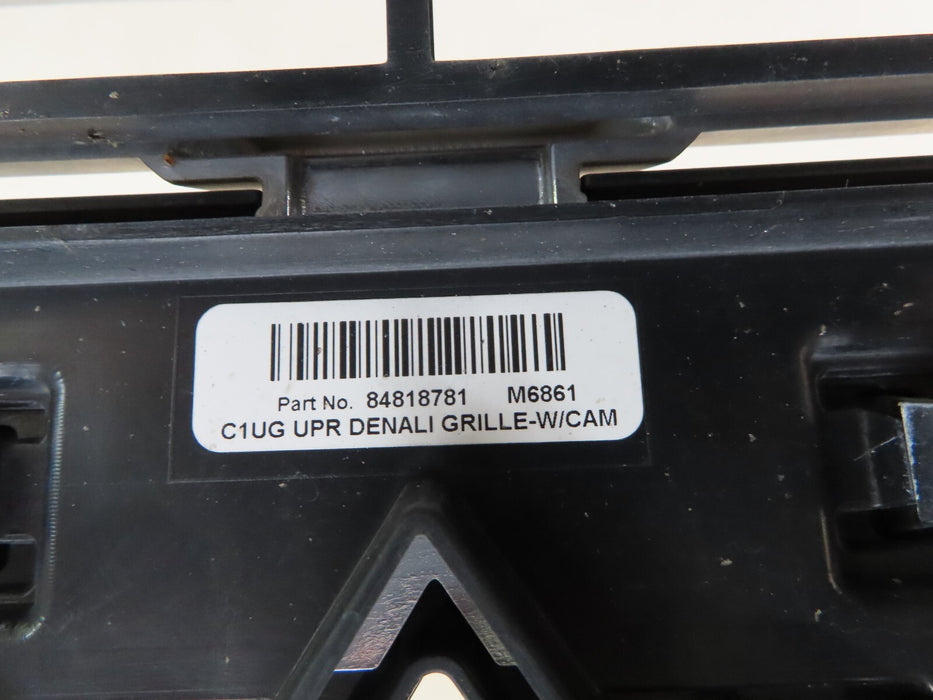 Part No. 84818781 M6861
C1UG UPR DENALI GRILLE-W/CAM